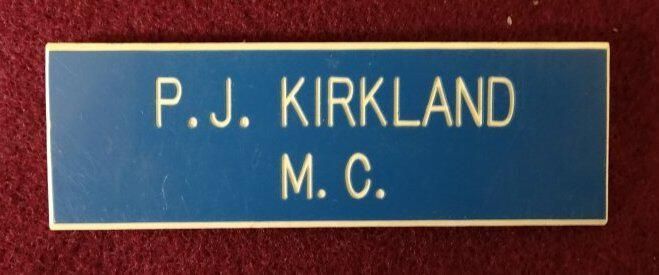 P.J. KIRKLAND
M. C.